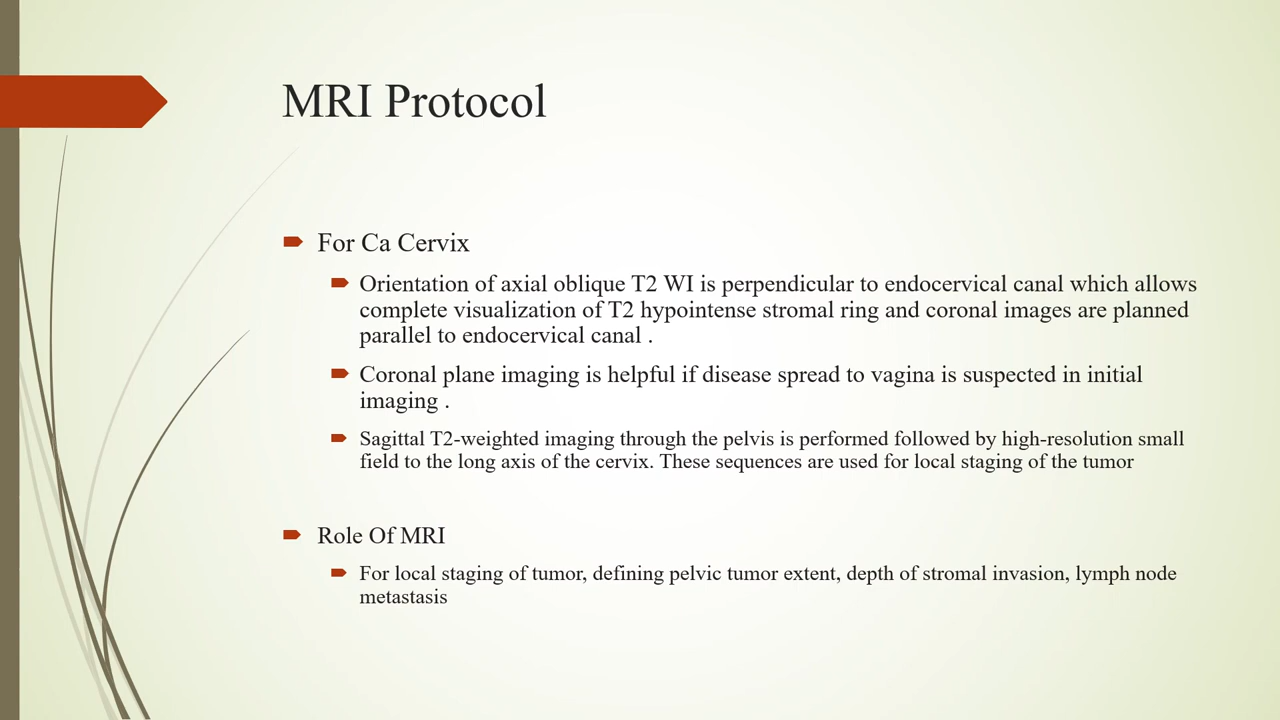 MRI Protocol
For Ca Cervix
Orientation of axial oblique T2 WI is perpendicular to endocervical canal which allows
complete visualization of T2 hypointense stromal ring and coronal images are planned
parallel to endocervical canal .
Coronal plane imaging is helpful if disease spread to vagina is suspected in initial
imaging .
Sagittal T2-weighted imaging through the pelvis is performed followed by high-resolution small
field to the long axis of the cervix. These sequences are used for local staging of the tumor
Role Of MRI
For local staging of tumor, defining pelvic tumor extent, depth of stromal invasion, lymph node
metastasis